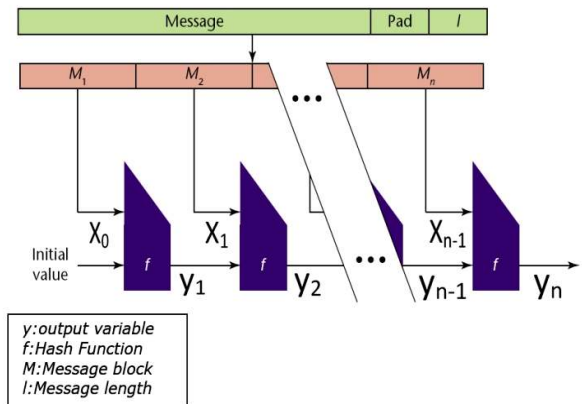 Message Pad l
M1 M2 ... Mn
...
X0 X1 Xn-1
Initial
value
f f ... f
y1 y2 yn-1 yn
y:output variable
f:Hash Function
M:Message block
l:Message length